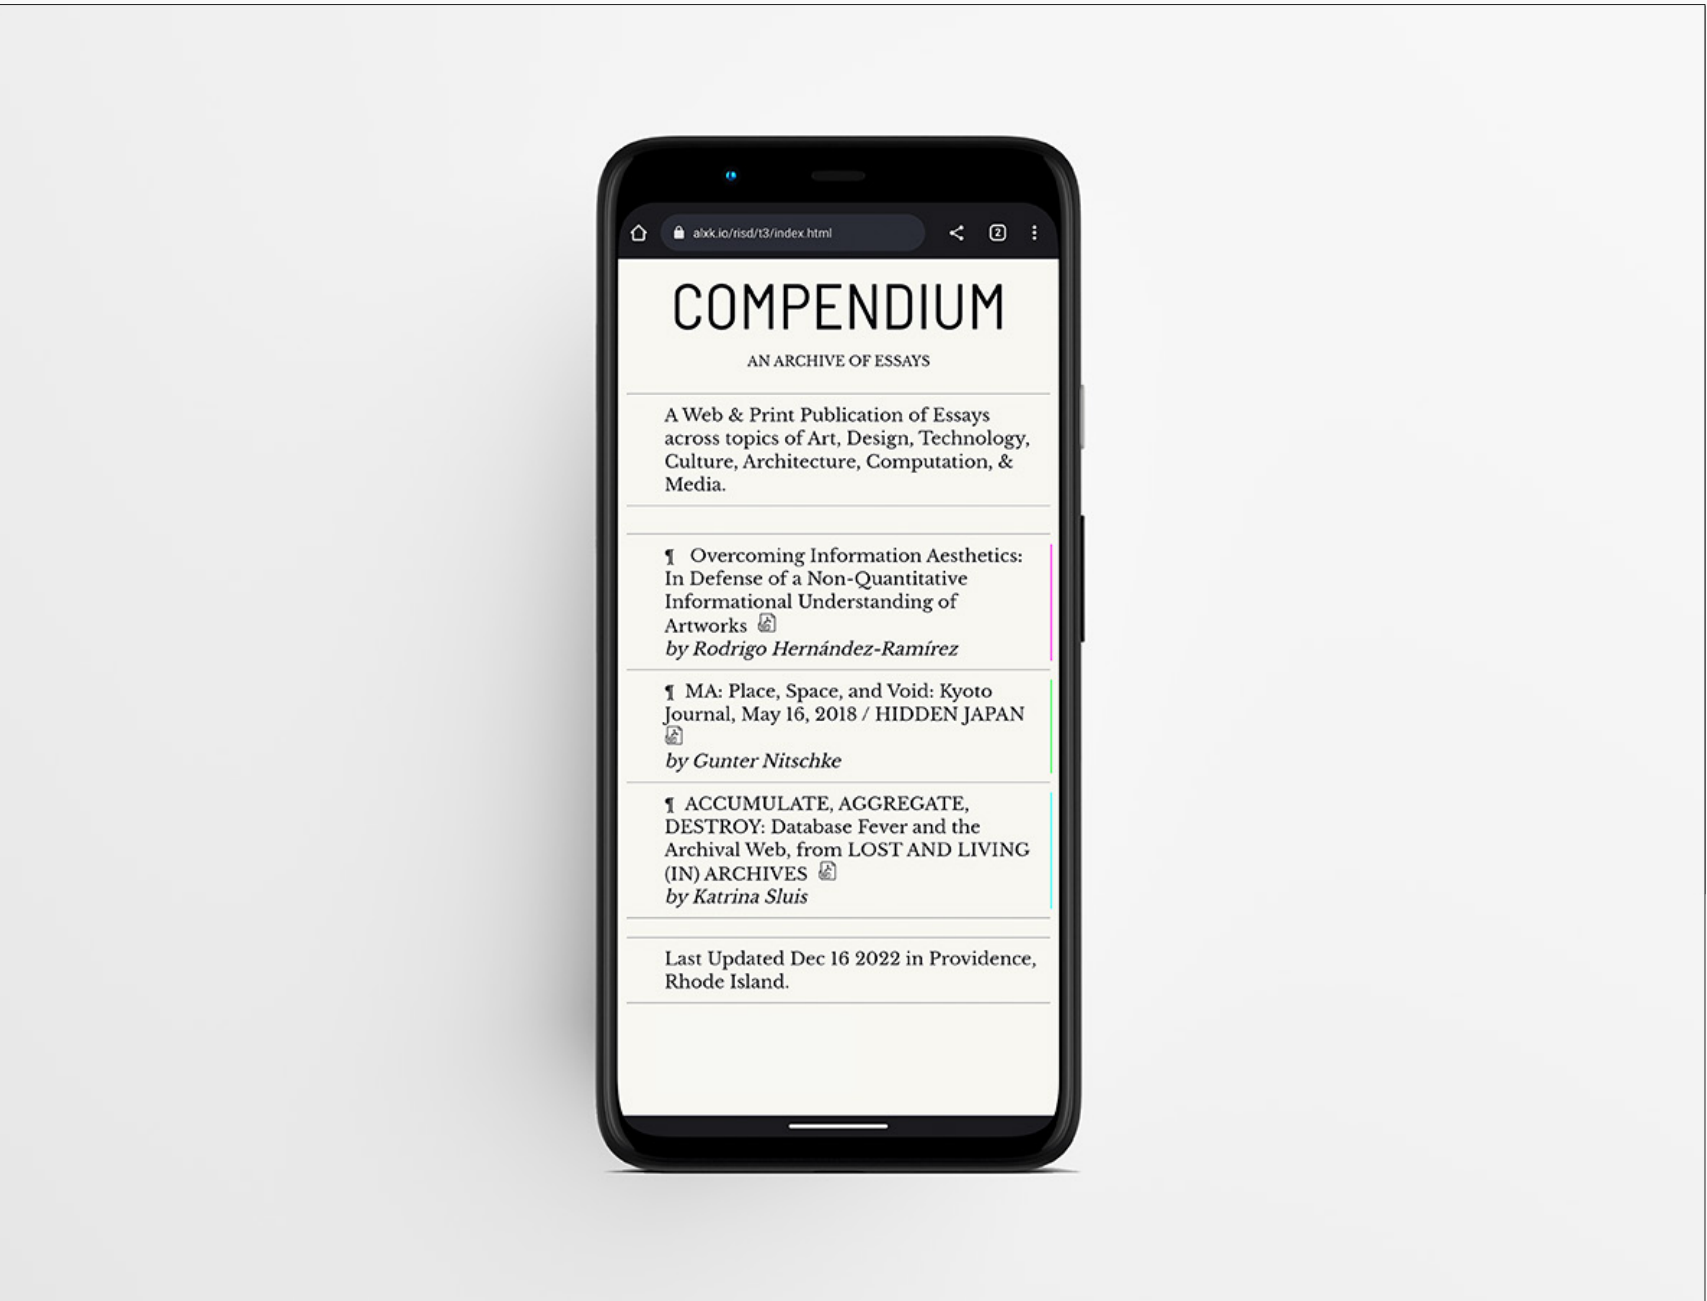 alxk.io/risd/t3/index.html
2
COMPENDIUM
AN ARCHIVE OF ESSAYS
A Web & Print Publication of Essays
across topics of Art, Design, Technology,
Culture, Architecture, Computation, &
Media.
¶ Overcoming Information Aesthetics:
In Defense of a Non-Quantitative
Informational Understanding of
Artworks
by Rodrigo Hernández-Ramírez
¶ MA: Place, Space, and Void: Kyoto
Journal, May 16, 2018 / HIDDEN JAPAN
by Gunter Nitschke
¶ ACCUMULATE, AGGREGATE,
DESTROY: Database Fever and the
Archival Web, from LOST AND LIVING
(IN) ARCHIVES
by Katrina Sluis
Last Updated Dec 16 2022 in Providence,
Rhode Island.